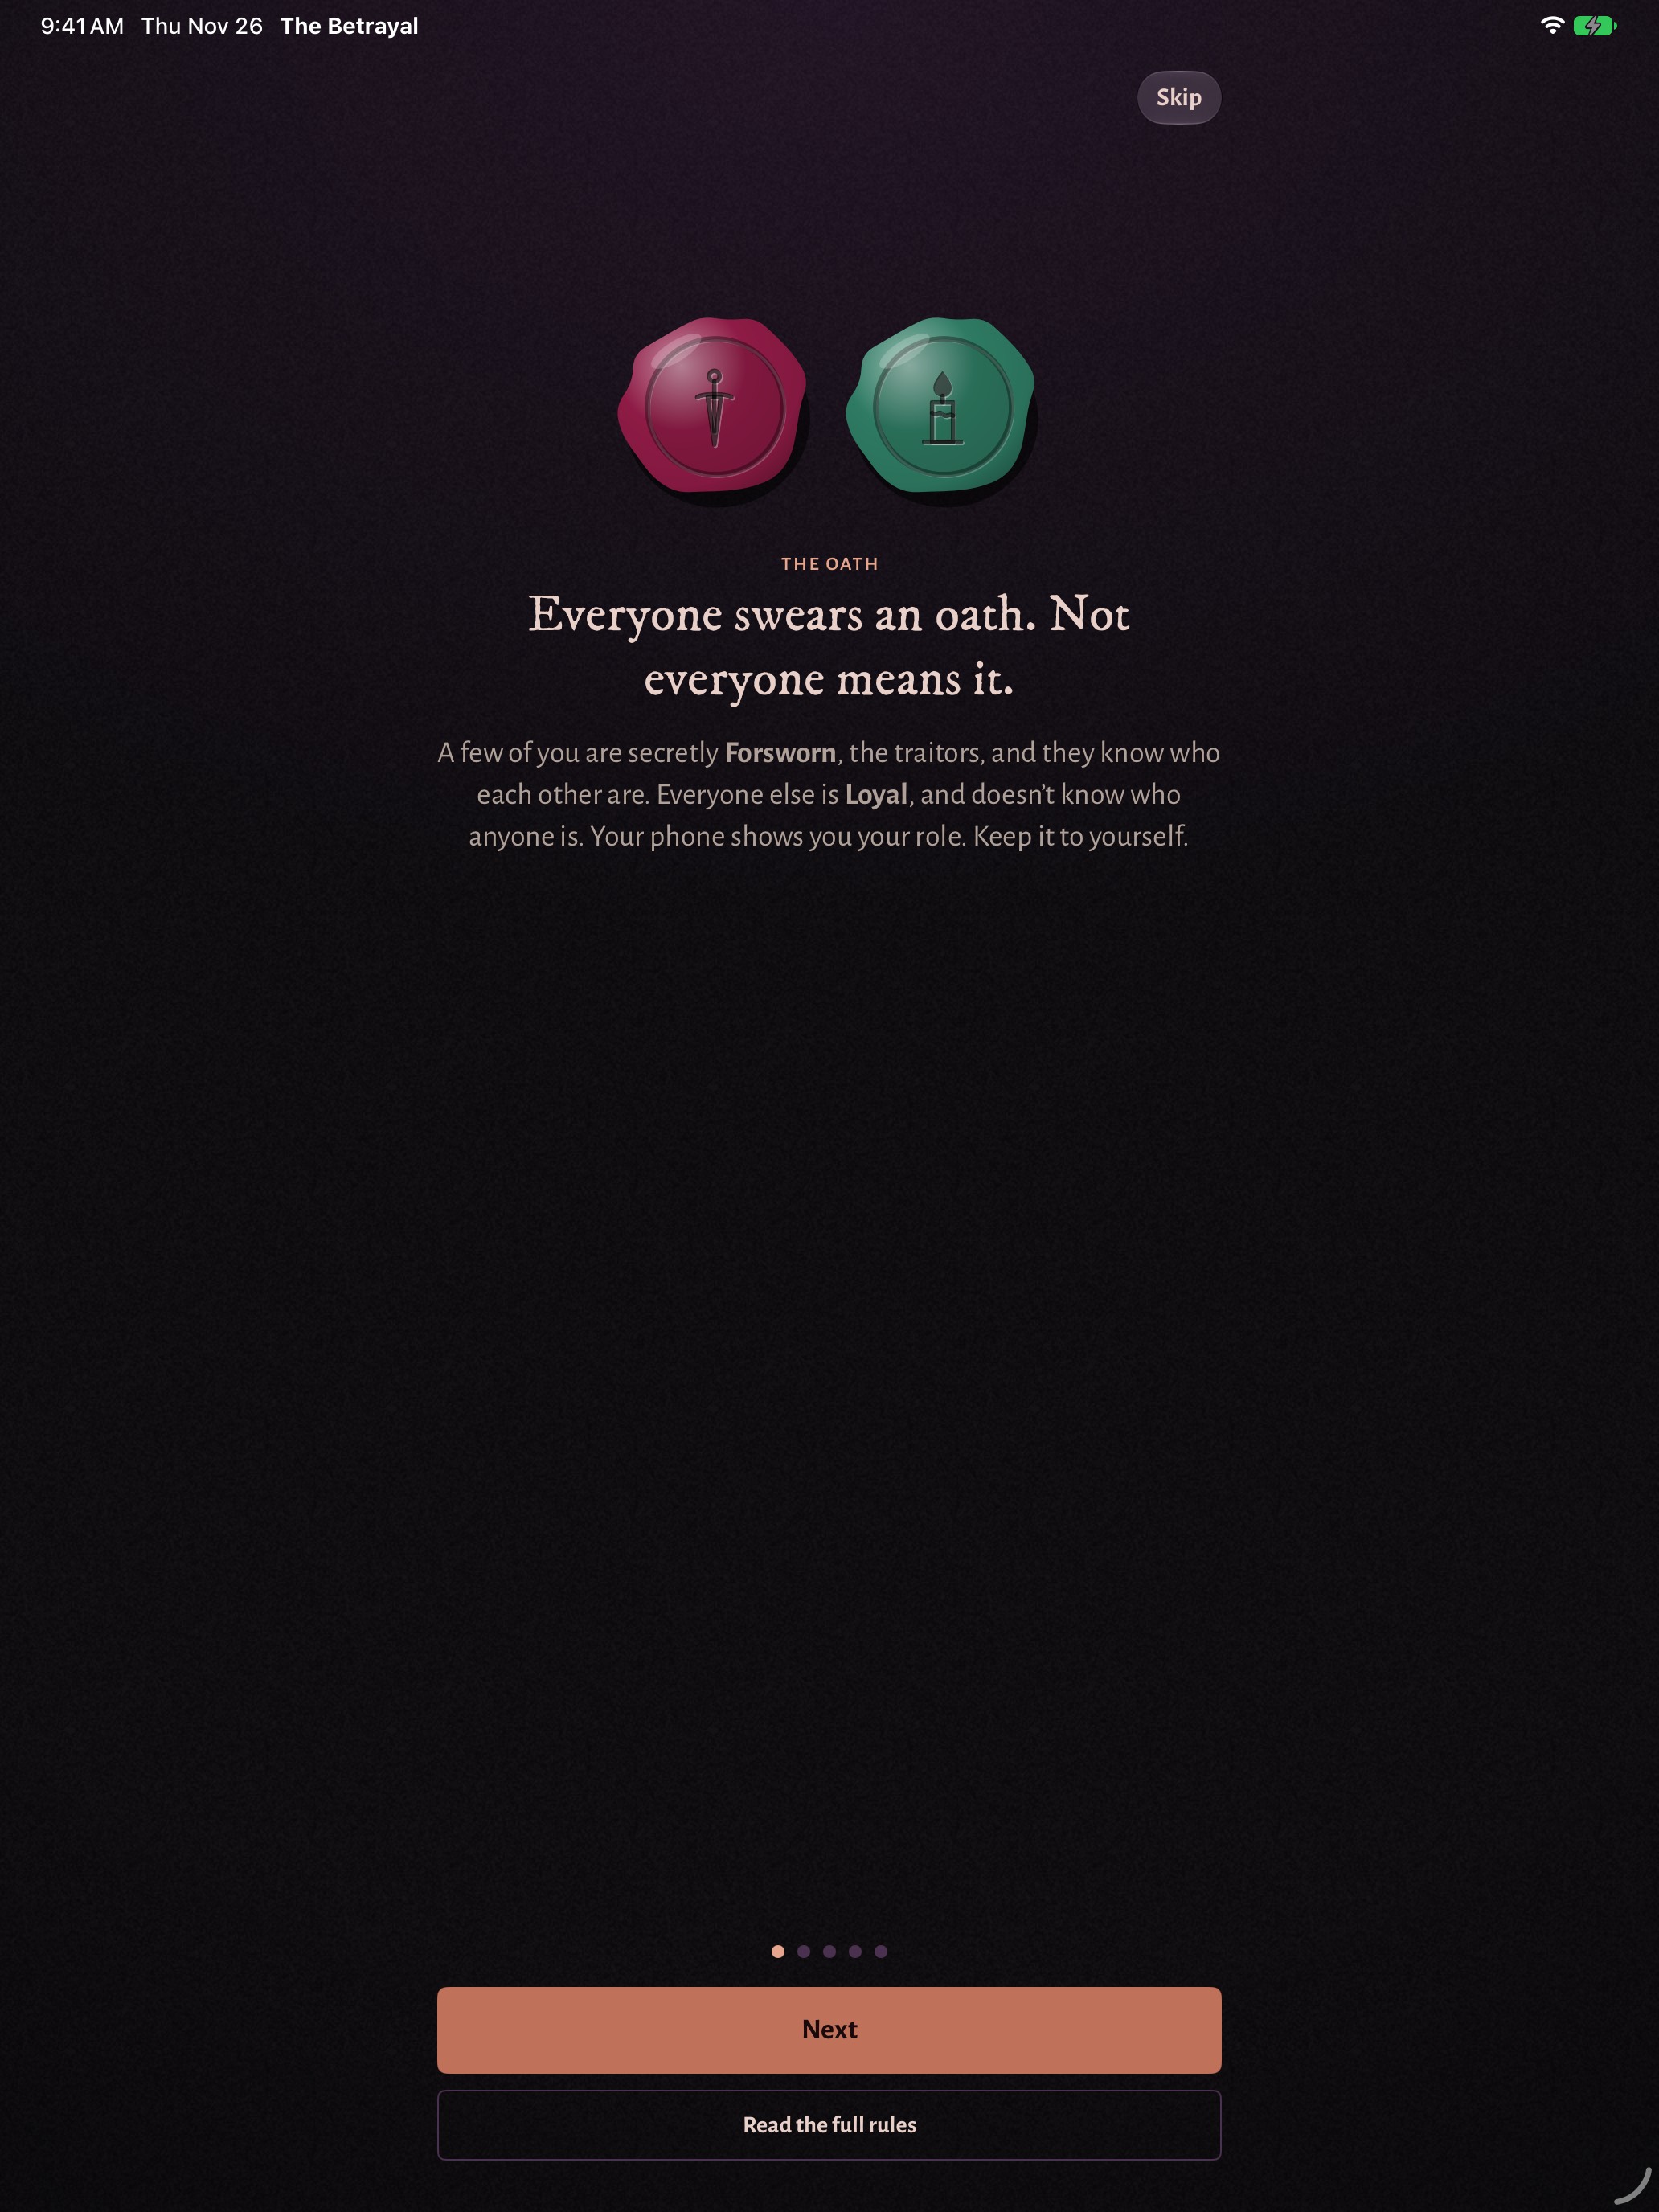 9:41 AM Thu Nov 26 The Betrayal
Skip
THE OATH
Everyone swears an oath. Not
everyone means it.
A few of you are secretly Forsworn, the traitors, and they know who
each other are. Everyone else is Loyal, and doesn’t know who
anyone is. Your phone shows you your role. Keep it to yourself.
Next
Read the full rules